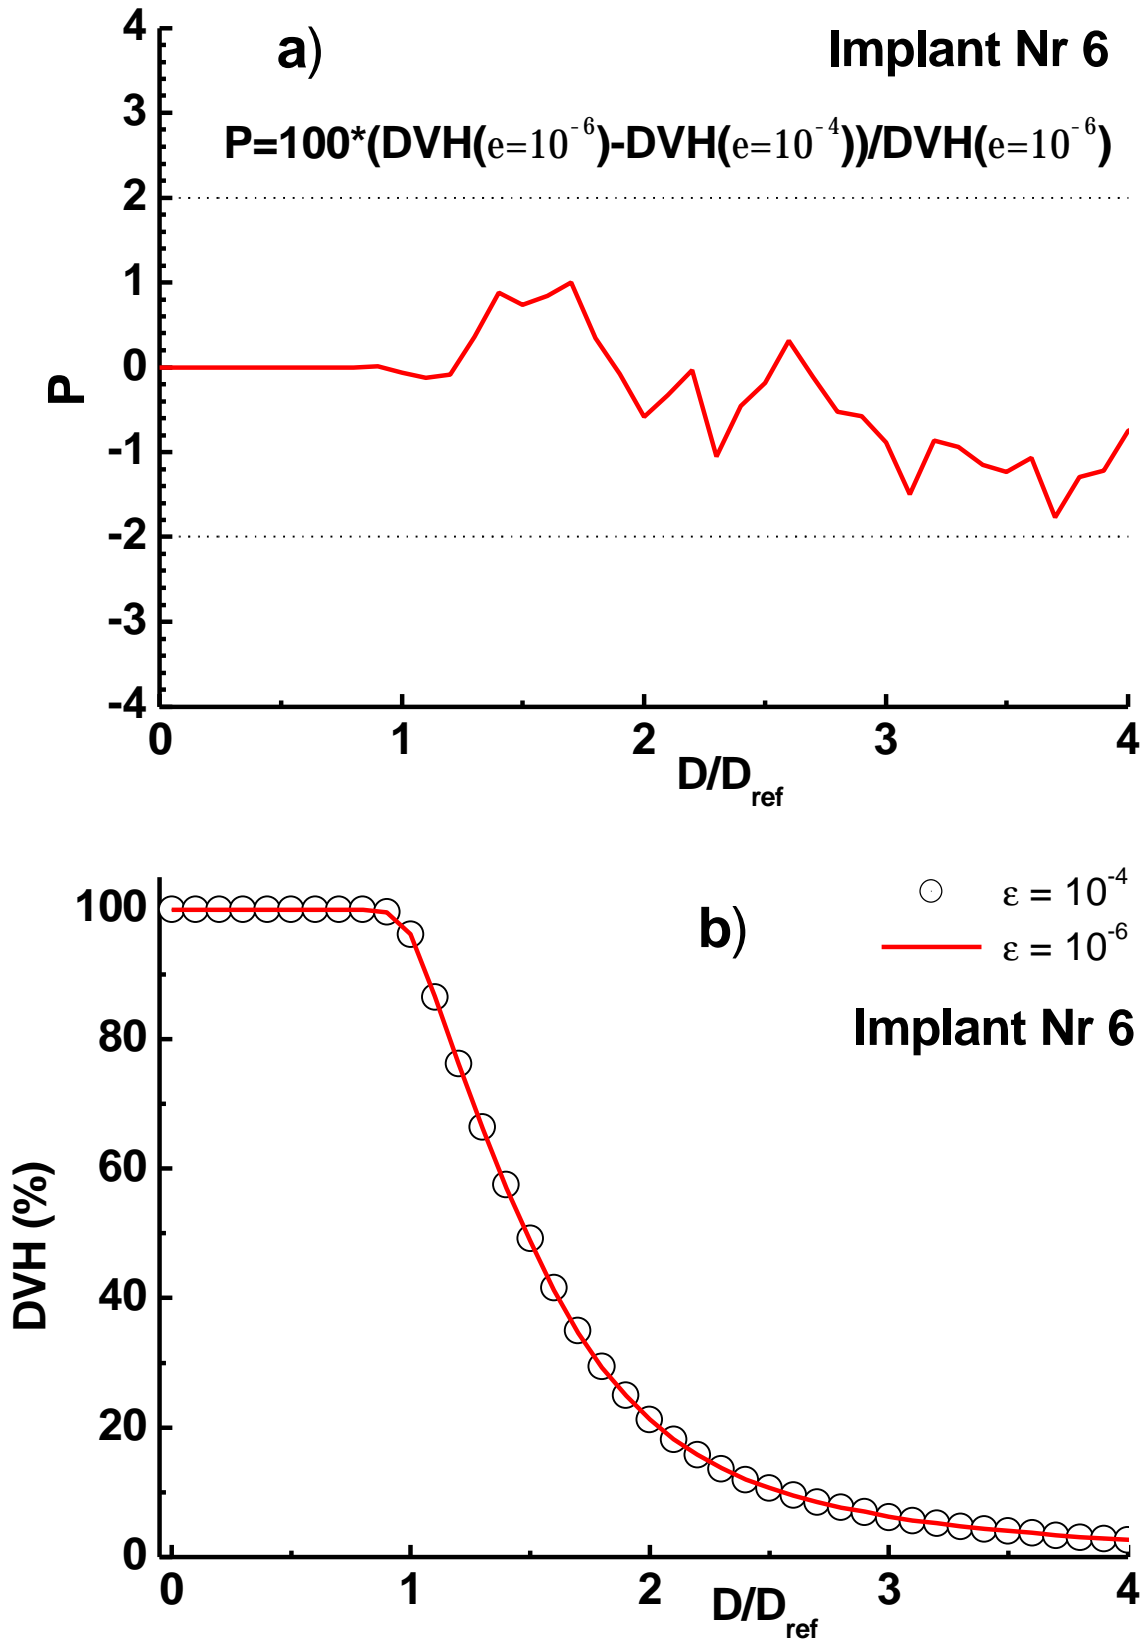 a)
Implant Nr 6
P=100*(DVH(e=10^-6)-DVH(e=10^-4))/DVH(e=10^-6)
4
3
2
1
0
-1
-2
-3
-4
P
0 1 2 3 4
D/D_ref
b)
ε = 10^-4
ε = 10^-6
Implant Nr 6
100
80
60
40
20
0
DVH (%)
0 1 2 3 4
D/D_ref